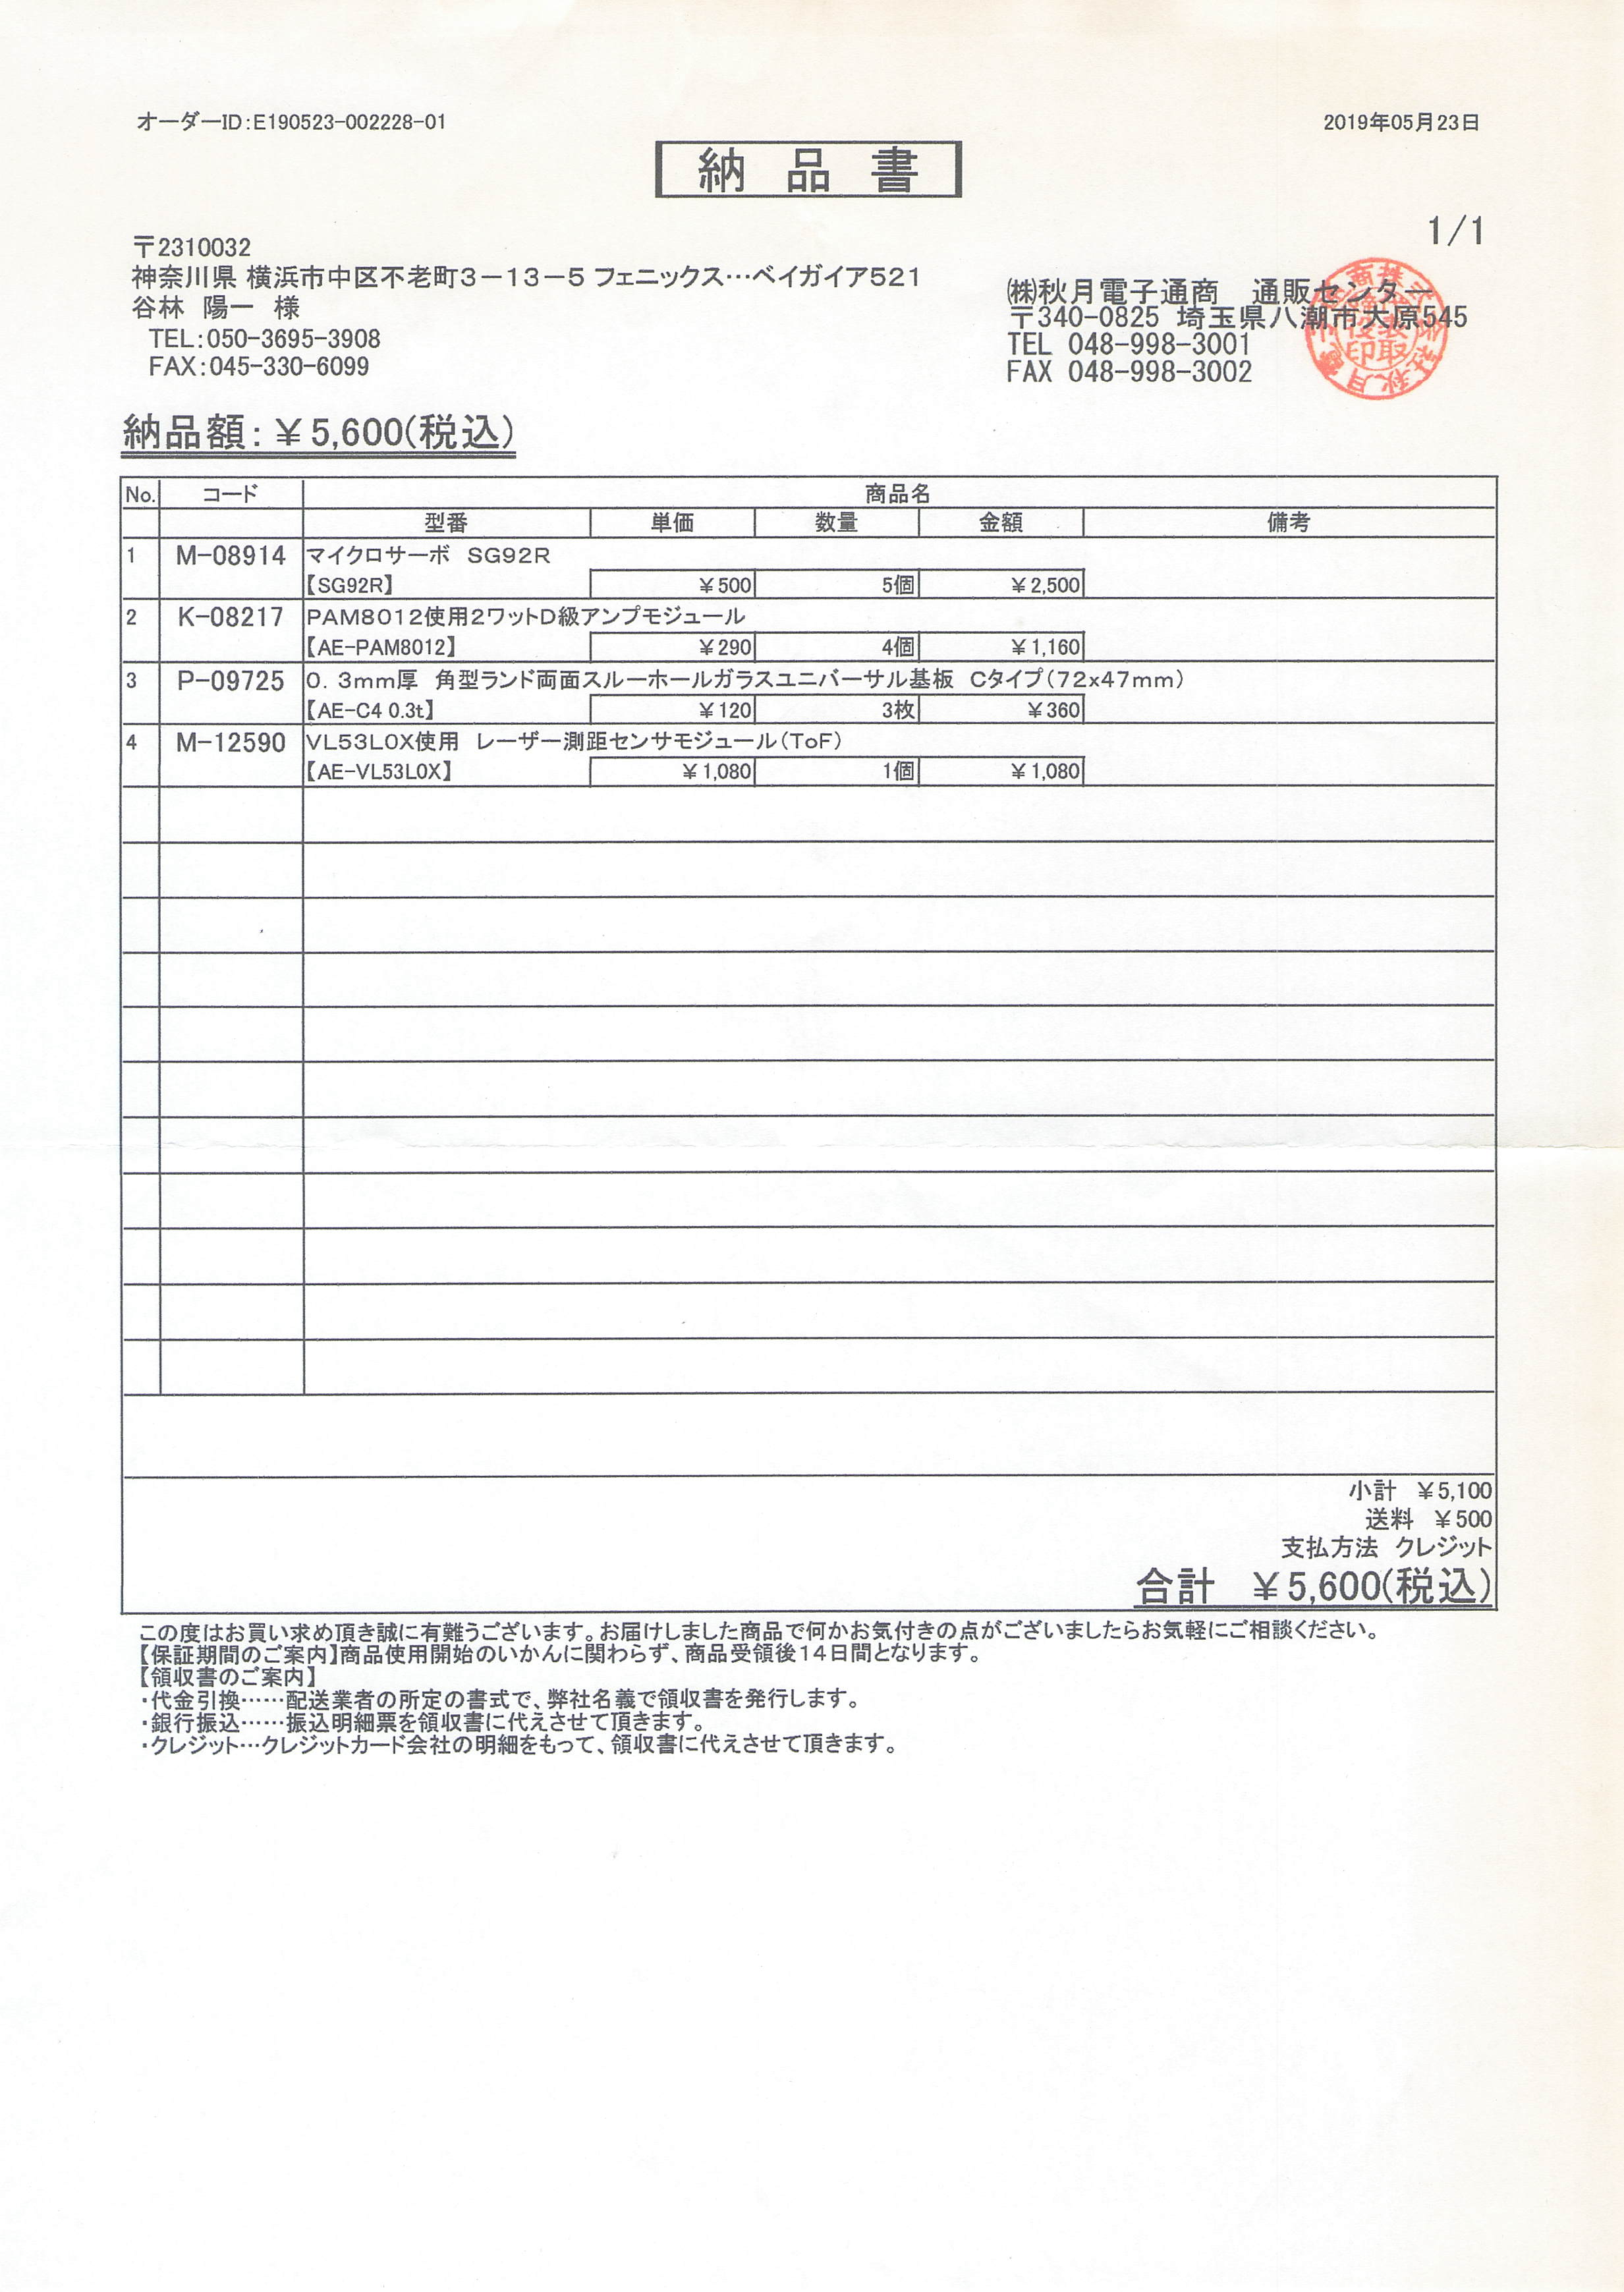 オーダーID:E190523-002228-01
2019年05月23日
納品書
1/1
〒2310032
神奈川県 横浜市中区不老町3-13-5 フェニックス…ベイガイア521
谷林 陽一 様
TEL:050-3695-3908
FAX:045-330-6099
㈱秋月電子通商 通販センター
〒340-0825 埼玉県八潮市大原545
TEL 048-998-3001
FAX 048-998-3002
納品額:¥5,600(税込)
No. コード 商品名
型番 単価 数量 金額 備考
1 M-08914 マイクロサーボ SG92R
【SG92R】 ¥500 5個 ¥2,500
2 K-08217 PAM8012使用2ワットD級アンプモジュール
【AE-PAM8012】 ¥290 4個 ¥1,160
3 P-09725 0.3mm厚 角型ランド両面スルーホールガラスユニバーサル基板 Cタイプ(72x47mm)
【AE-C4 0.3t】 ¥120 3枚 ¥360
4 M-12590 VL53L0X使用 レーザー測距センサモジュール(ToF)
【AE-VL53L0X】 ¥1,080 1個 ¥1,080
小計 ¥5,100
送料 ¥500
支払方法 クレジット
合計 ¥5,600(税込)
この度はお買い求め頂き誠に有難うございます。お届けしました商品で何かお気付きの点がございましたらお気軽にご相談ください。
【保証期間のご案内】商品使用開始のいかんに関わらず、商品受領後14日間となります。
【領収書のご案内】
・代金引換……配送業者の所定の書式で、弊社名義で領収書を発行します。
・銀行振込……振込明細票を領収書に代えさせて頂きます。
・クレジット…クレジットカード会社の明細をもって、領収書に代えさせて頂きます。